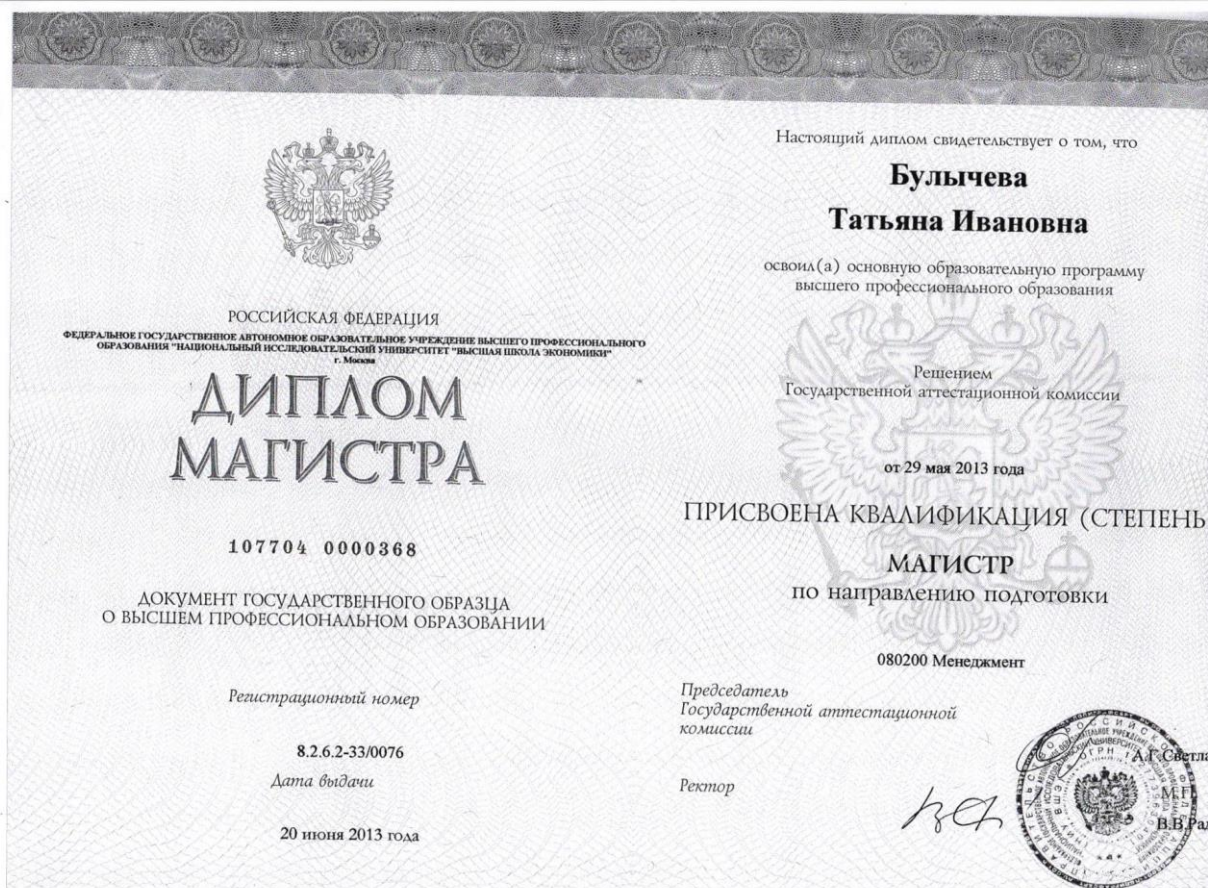 РОССИЙСКАЯ ФЕДЕРАЦИЯ
ФЕДЕРАЛЬНОЕ ГОСУДАРСТВЕННОЕ АВТОНОМНОЕ ОБРАЗОВАТЕЛЬНОЕ УЧРЕЖДЕНИЕ ВЫСШЕГО ПРОФЕССИОНАЛЬНОГО
ОБРАЗОВАНИЯ "НАЦИОНАЛЬНЫЙ ИССЛЕДОВАТЕЛЬСКИЙ УНИВЕРСИТЕТ "ВЫСШАЯ ШКОЛА ЭКОНОМИКИ"
г. Москва
ДИПЛОМ
МАГИСТРА
107704 0000368
ДОКУМЕНТ ГОСУДАРСТВЕННОГО ОБРАЗЦА
О ВЫСШЕМ ПРОФЕССИОНАЛЬНОМ ОБРАЗОВАНИИ
Регистрационный номер
8.2.6.2-33/0076
Дата выдачи
20 июня 2013 года
Настоящий диплом свидетельствует о том, что
Булычева
Татьяна Ивановна
освоил(а) основную образовательную программу
высшего профессионального образования
Решением
Государственной аттестационной комиссии
от 29 мая 2013 года
ПРИСВОЕНА КВАЛИФИКАЦИЯ (СТЕПЕНЬ
МАГИСТР
по направлению подготовки
080200 Менеджмент
Председатель
Государственной аттестационной
комиссии
А.Г.Светла
Ректор
М.П.
В.В.Рад